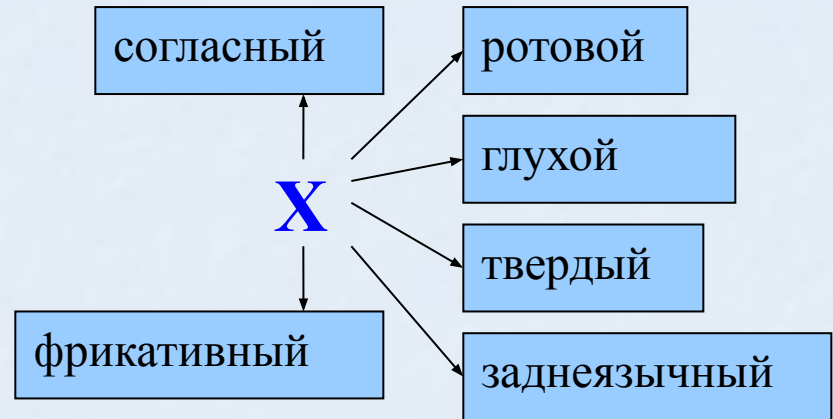 согласный
ротовой
глухой
Х
твердый
фрикативный
заднеязычный